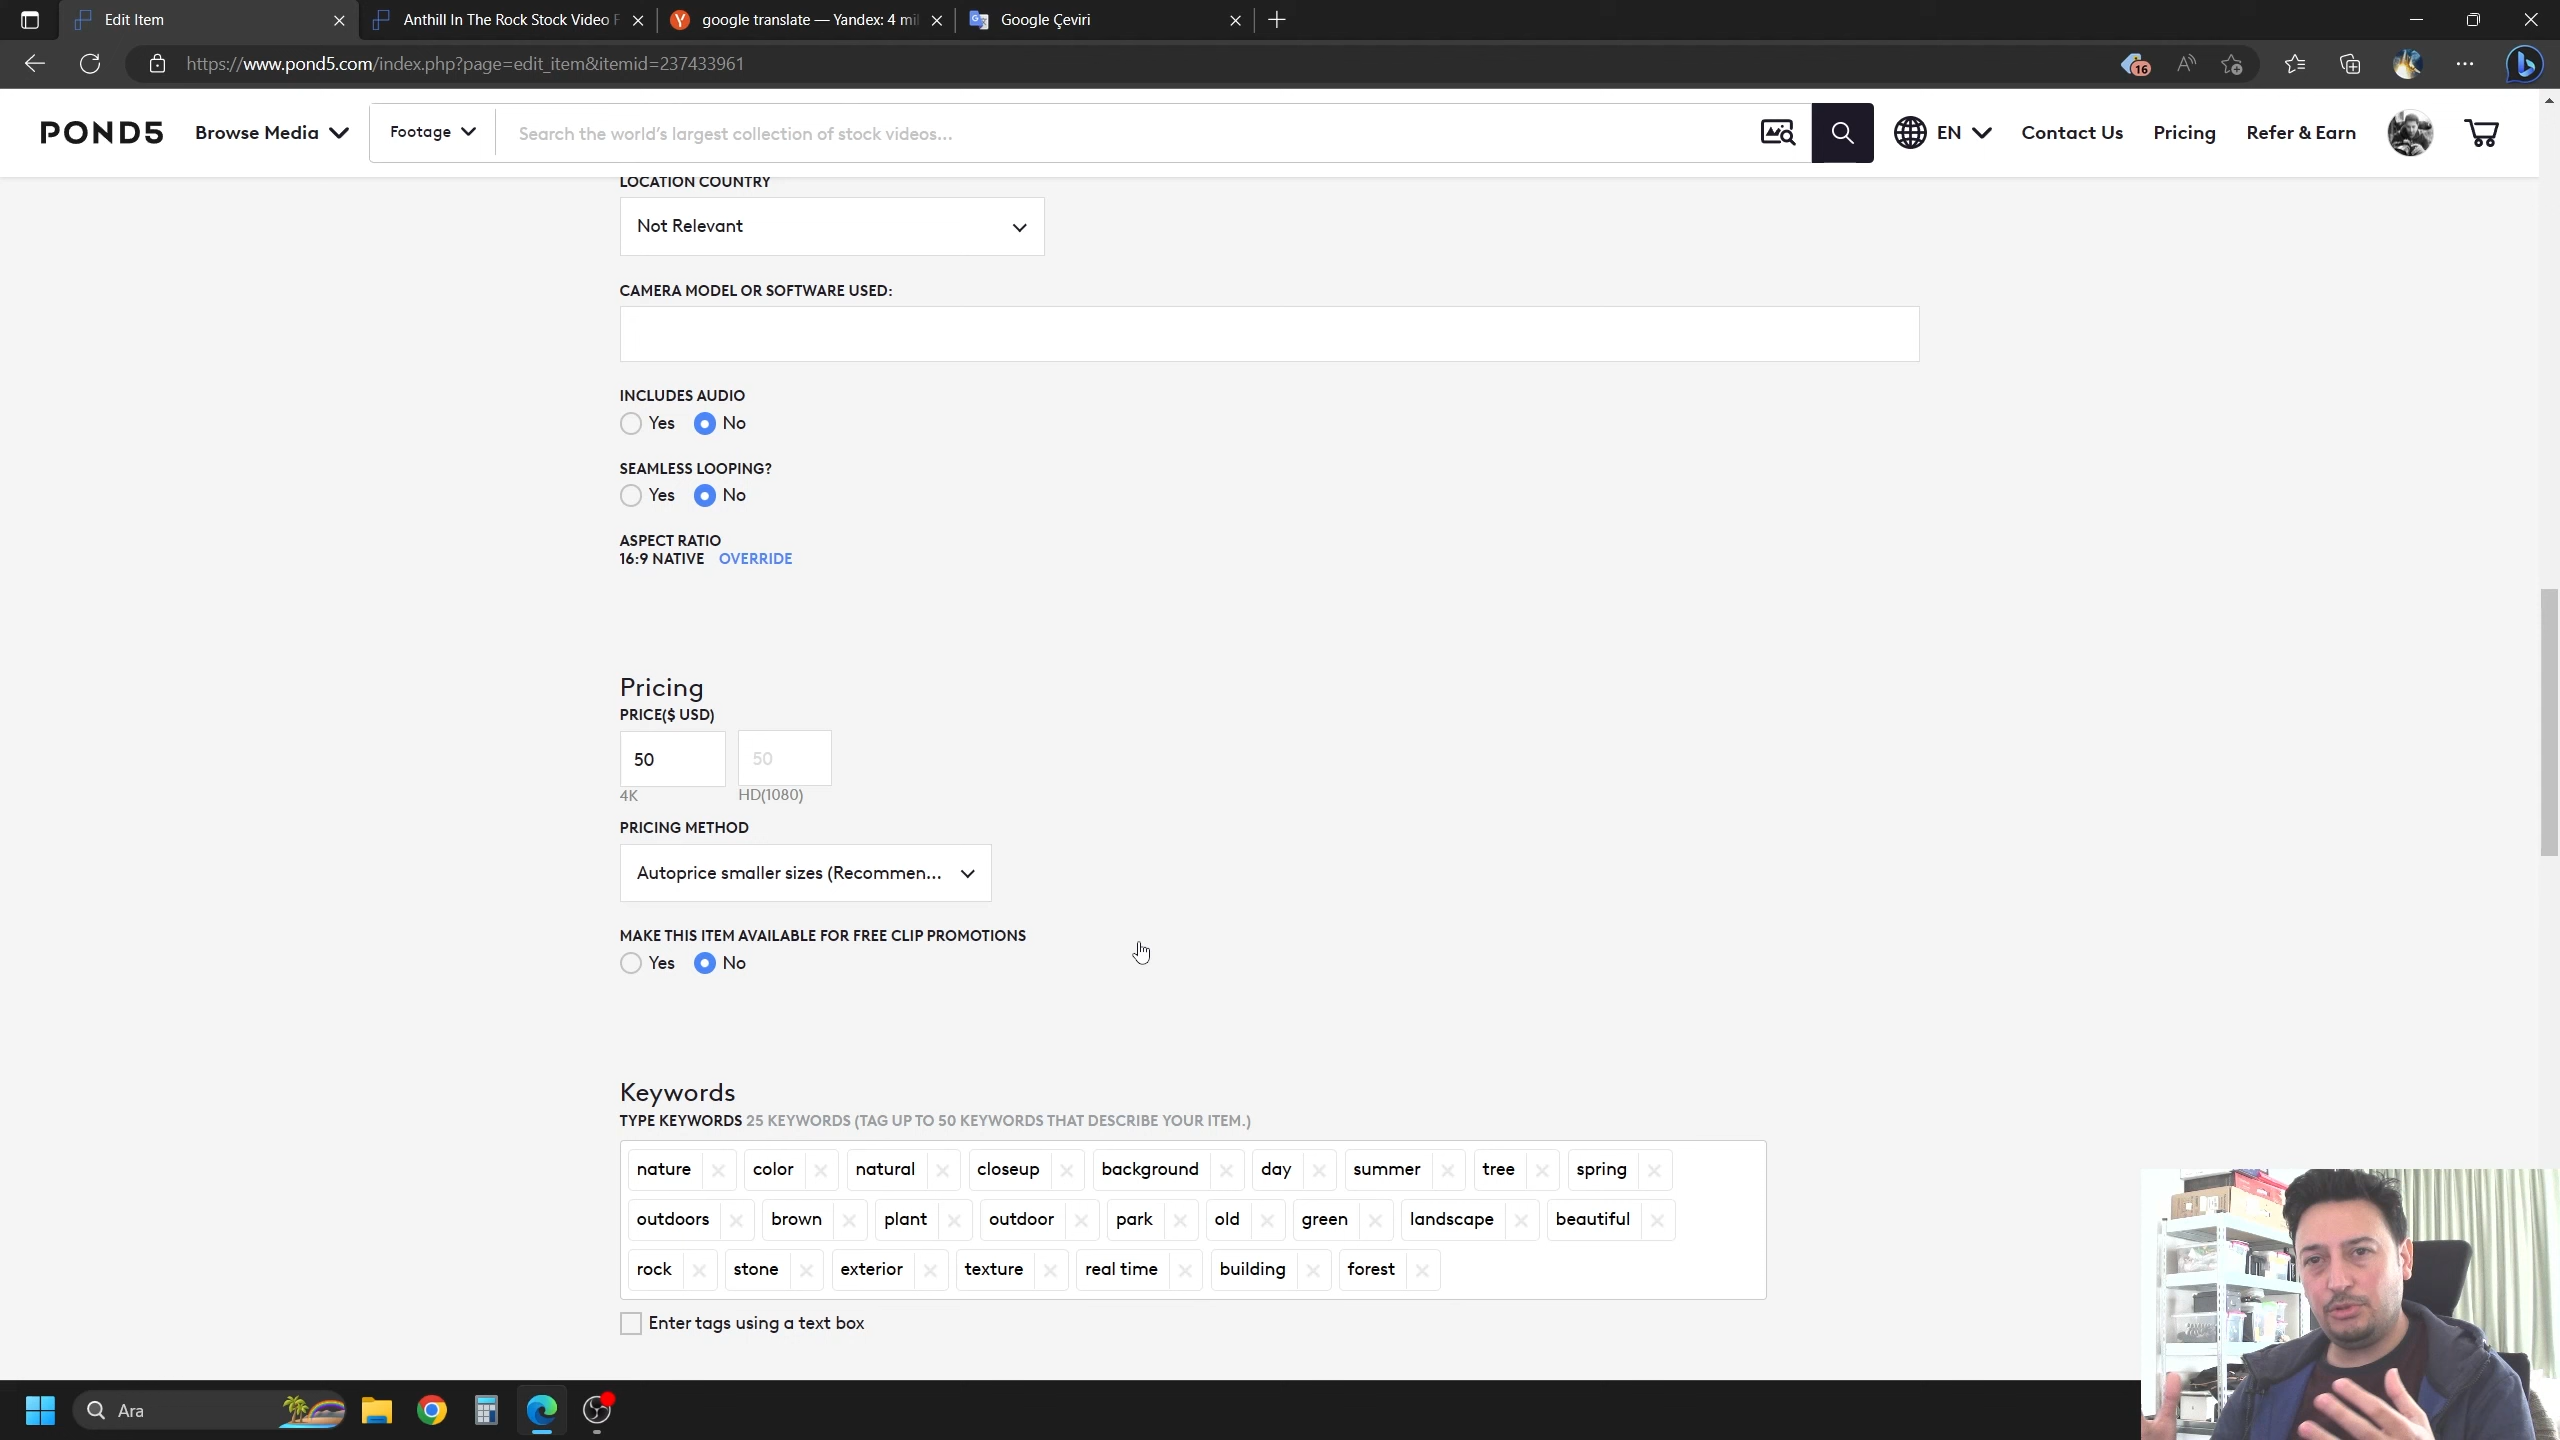 Edit Item
Anthill In The Rock Stock Video F
google translate — Yandex: 4 mil
Google Çeviri
https://www.pond5.com/index.php?page=edit_item&itemid=237433961
16
POND5
Browse Media
Footage
Search the world's largest collection of stock videos...
EN
Contact Us
Pricing
Refer & Earn
LOCATION COUNTRY
Not Relevant
CAMERA MODEL OR SOFTWARE USED:
INCLUDES AUDIO
Yes No
SEAMLESS LOOPING?
Yes No
ASPECT RATIO
16:9 NATIVE OVERRIDE
Pricing
PRICE($ USD)
50 50
4K HD(1080)
PRICING METHOD
Autoprice smaller sizes (Recommen...
MAKE THIS ITEM AVAILABLE FOR FREE CLIP PROMOTIONS
Yes No
Keywords
TYPE KEYWORDS 25 KEYWORDS (TAG UP TO 50 KEYWORDS THAT DESCRIBE YOUR ITEM.)
nature color natural closeup background day summer tree spring
outdoors brown plant outdoor park old green landscape beautiful
rock stone exterior texture real time building forest
Enter tags using a text box
Ara